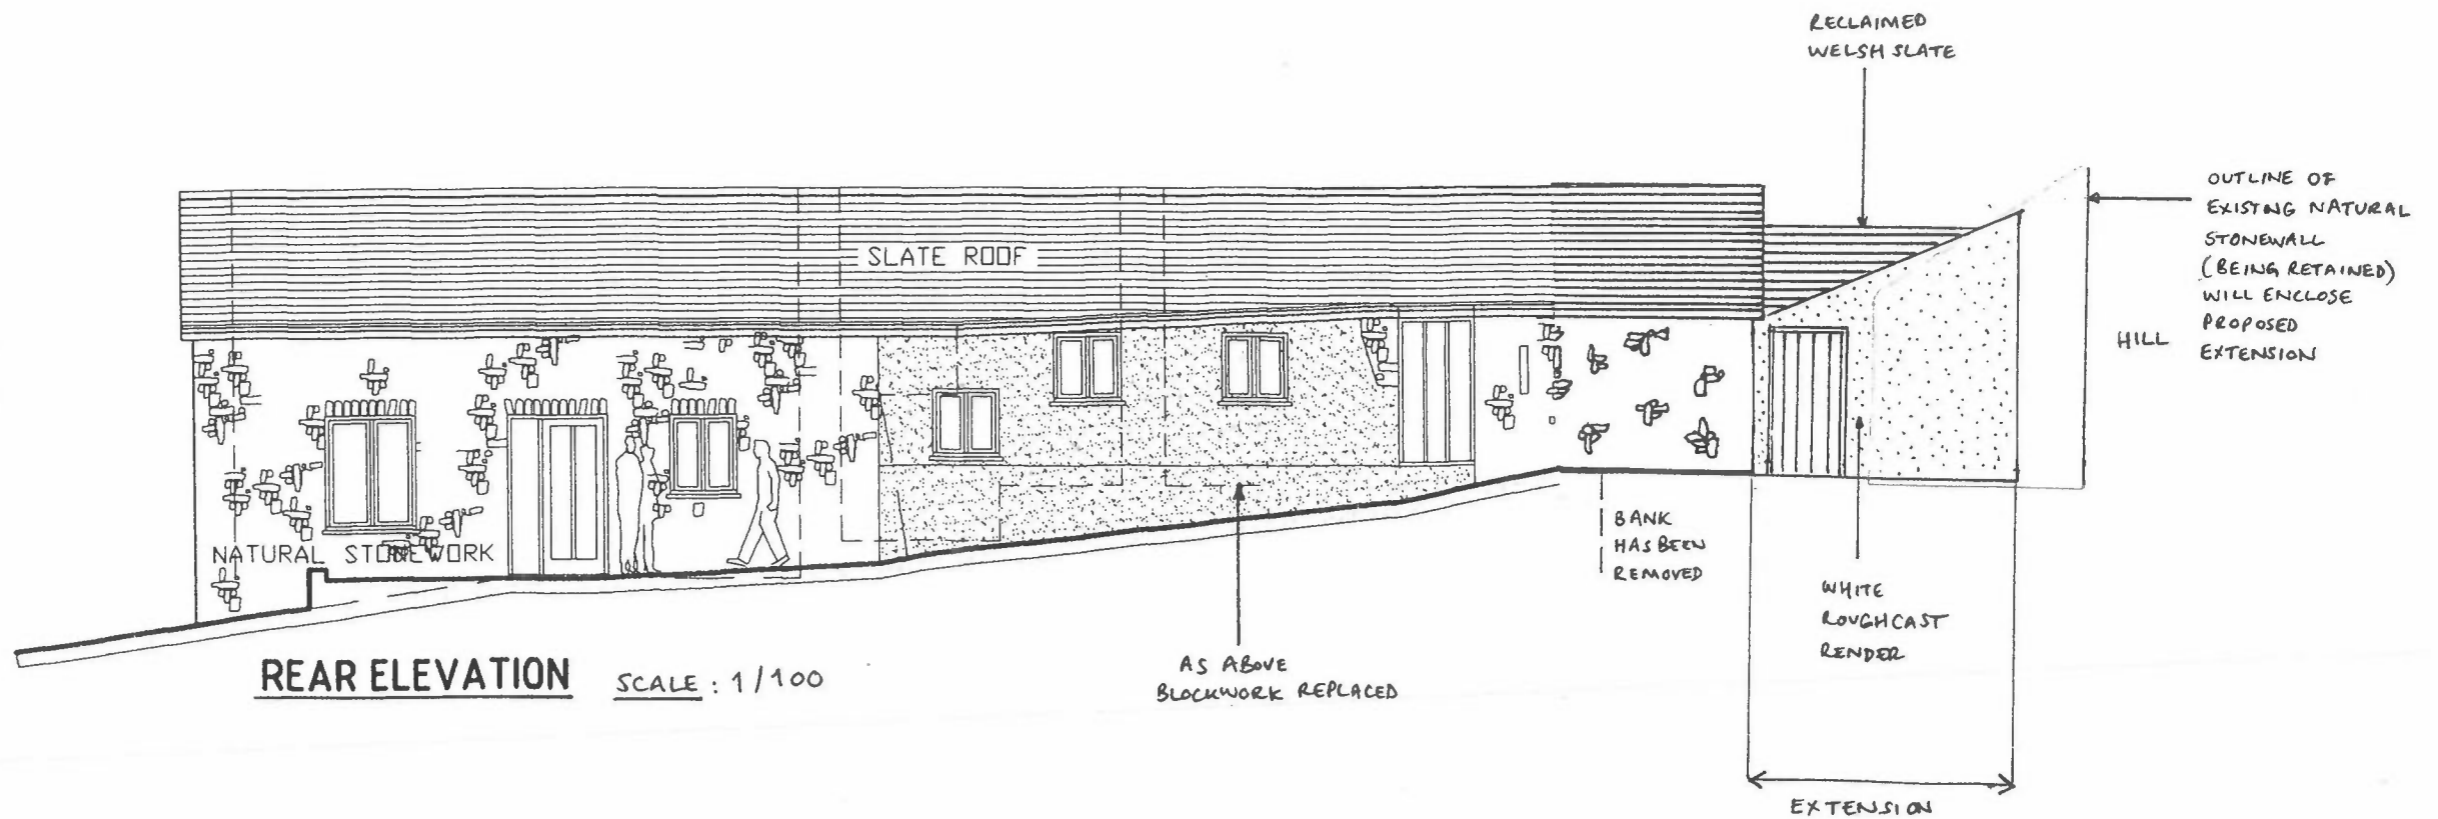 RECLAIMED
WELSH SLATE
OUTLINE OF
EXISTING NATURAL
STONEWALL
(BEING RETAINED)
WILL ENCLOSE
PROPOSED
EXTENSION
HILL
SLATE ROOF
NATURAL STONEWORK
BANK
HAS BEEN
REMOVED
WHITE
ROUGHCAST
RENDER
AS ABOVE
BLOCKWORK REPLACED
REAR ELEVATION SCALE : 1/100
EXTENSION